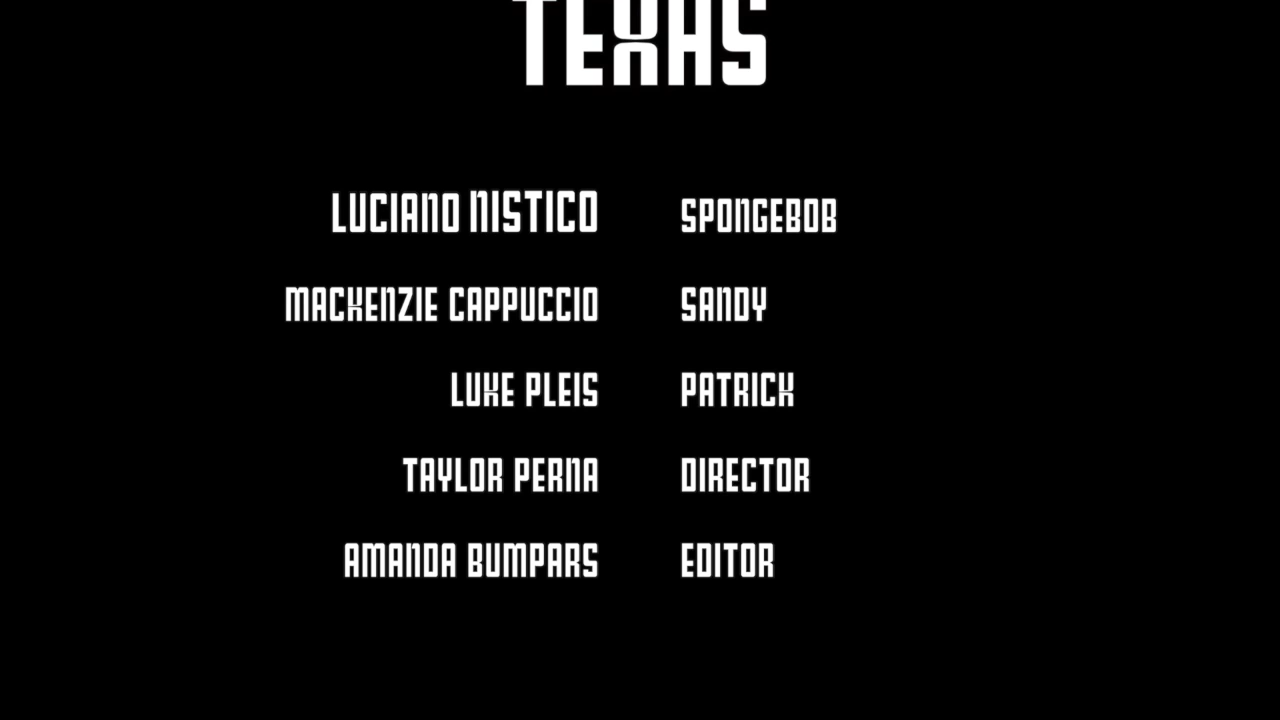 TEXAS
LUCIANO NISTICO SPONGEBOB
MACKENZIE CAPPUCCIO SANDY
LUKE PLEIS PATRICK
TAYLOR PERNA DIRECTOR
AMANDA BUMPARS EDITOR